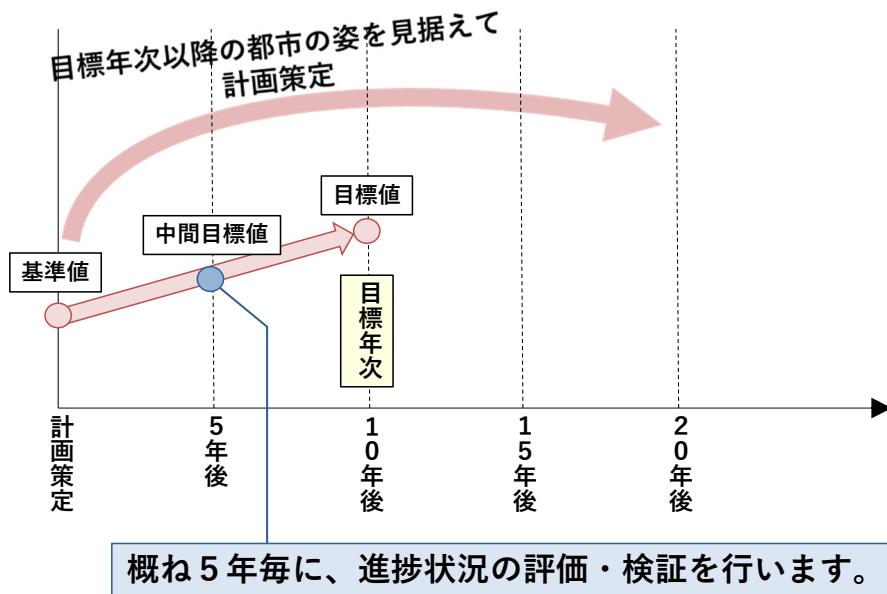 目標年次以降の都市の姿を見据えて
計画策定
目標値
中間目標値
基準値
目標年次
計画策定
5年後
10年後
15年後
20年後
概ね５年毎に、進捗状況の評価・検証を行います。